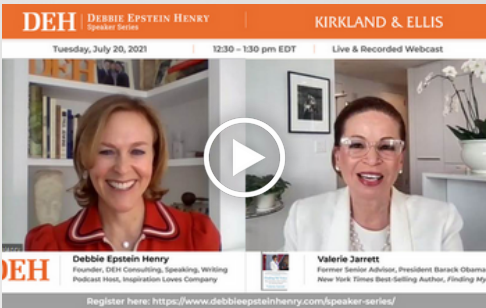 DEH DEBBIE EPSTEIN HENRY
Speaker Series
KIRKLAND & ELLIS
Tuesday, July 20, 2021 12:30 – 1:30 pm EDT Live & Recorded Webcast
DEH
DEH
Debbie Epstein Henry
Founder, DEH Consulting, Speaking, Writing
Podcast Host, Inspiration Loves Company
Valerie Jarrett
Former Senior Advisor, President Barack Obama
New York Times Best-Selling Author, Finding My
Register here: https://www.debbieepsteinhenry.com/speaker-series/